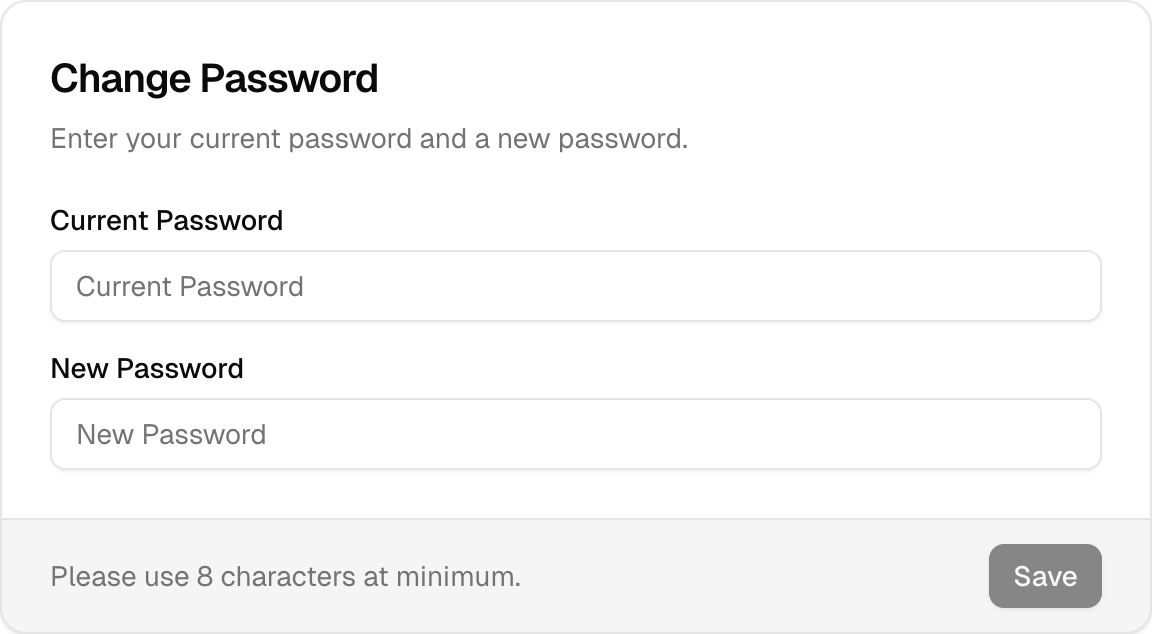 Change Password
Enter your current password and a new password.
Current Password
Current Password
New Password
New Password
Please use 8 characters at minimum.
Save